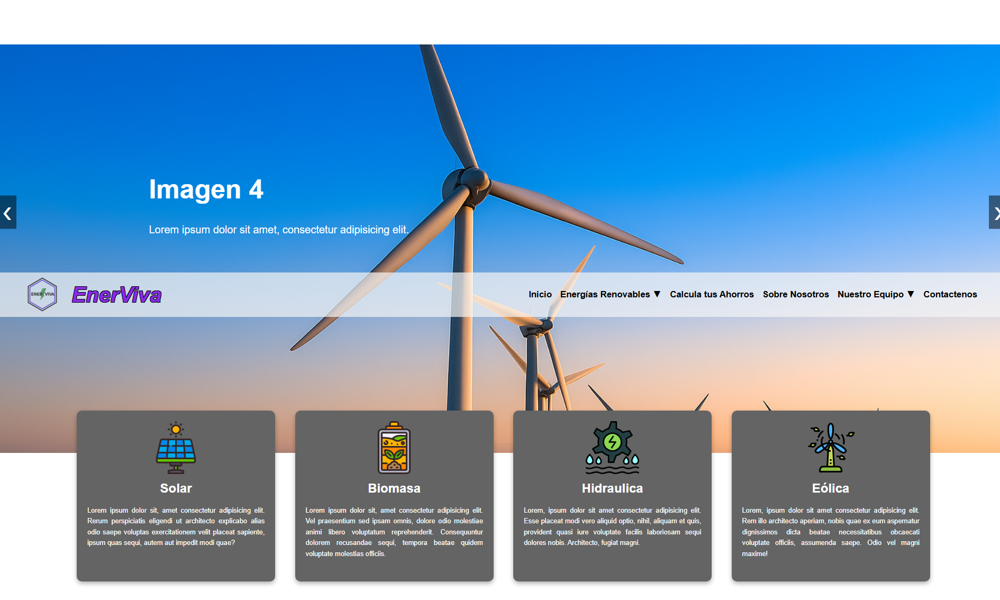 Imagen 4
Lorem ipsum dolor sit amet, consectetur adipisicing elit.
ENER VIVA
EnerViva
Inicio Energías Renovables ▼ Calcula tus Ahorros Sobre Nosotros Nuestro Equipo ▼ Contactenos
Solar
Lorem ipsum dolor sit, amet consectetur adipisicing elit.
Rerum perspiciatis eligendi ut architecto explicabo alias
odio saepe voluptas exercitationem velit placeat sapiente,
ipsum quas sequi, autem aut impedit modi quae?
Biomasa
Lorem ipsum dolor sit, amet consectetur adipisicing elit.
Vel praesentium sed ipsam omnis, dolore odio molestiae
animi libero voluptatum reprehenderit. Consequuntur
dolorem recusandae sequi, tempora beatae quidem
voluptate molestias officiis.
Hidraulica
Lorem, ipsum dolor sit amet consectetur adipisicing elit.
Esse placeat modi vero aliquid optio, nihil, aliquam et quis,
provident quasi iure voluptate facilis laboriosam sequi
dolores nobis. Architecto, fugiat magni.
Eólica
Lorem, ipsum dolor sit amet consectetur adipisicing elit.
Rem illo architecto aperiam, nobis quae ex eum aspernatur
dignissimos dicta beatae necessitatibus obcaecati
voluptate officiis, assumenda saepe. Odio vel magni
maxime!